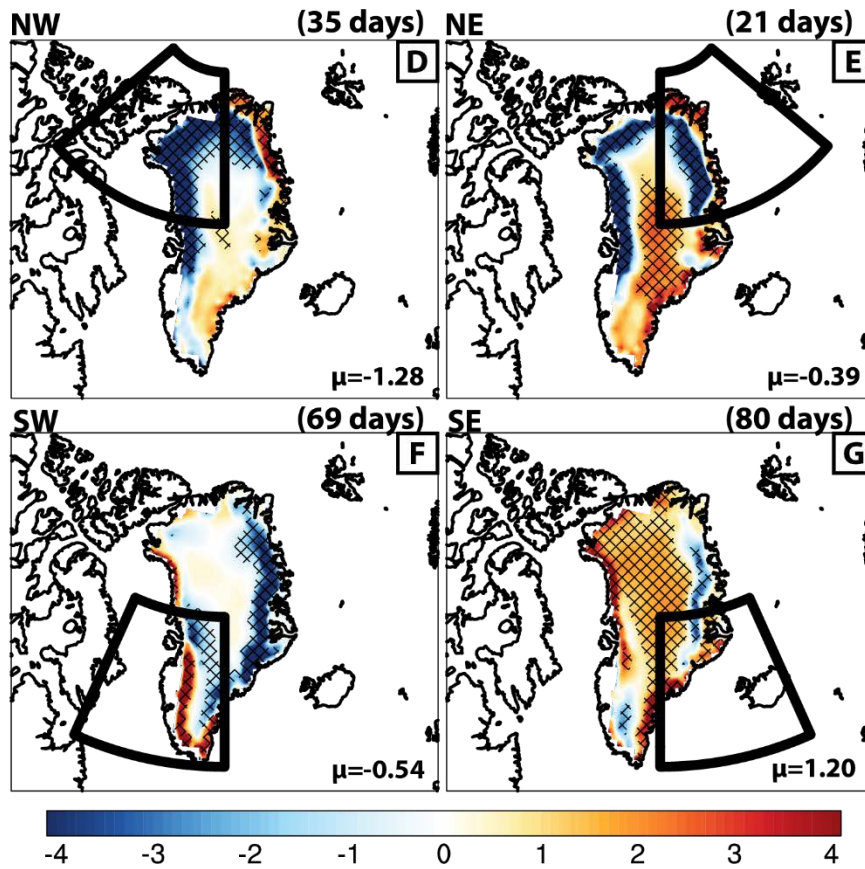 NW (35 days)
D
μ=-1.28
NE (21 days)
E
μ=-0.39
SW (69 days)
F
μ=-0.54
SE (80 days)
G
μ=1.20
-4 -3 -2 -1 0 1 2 3 4